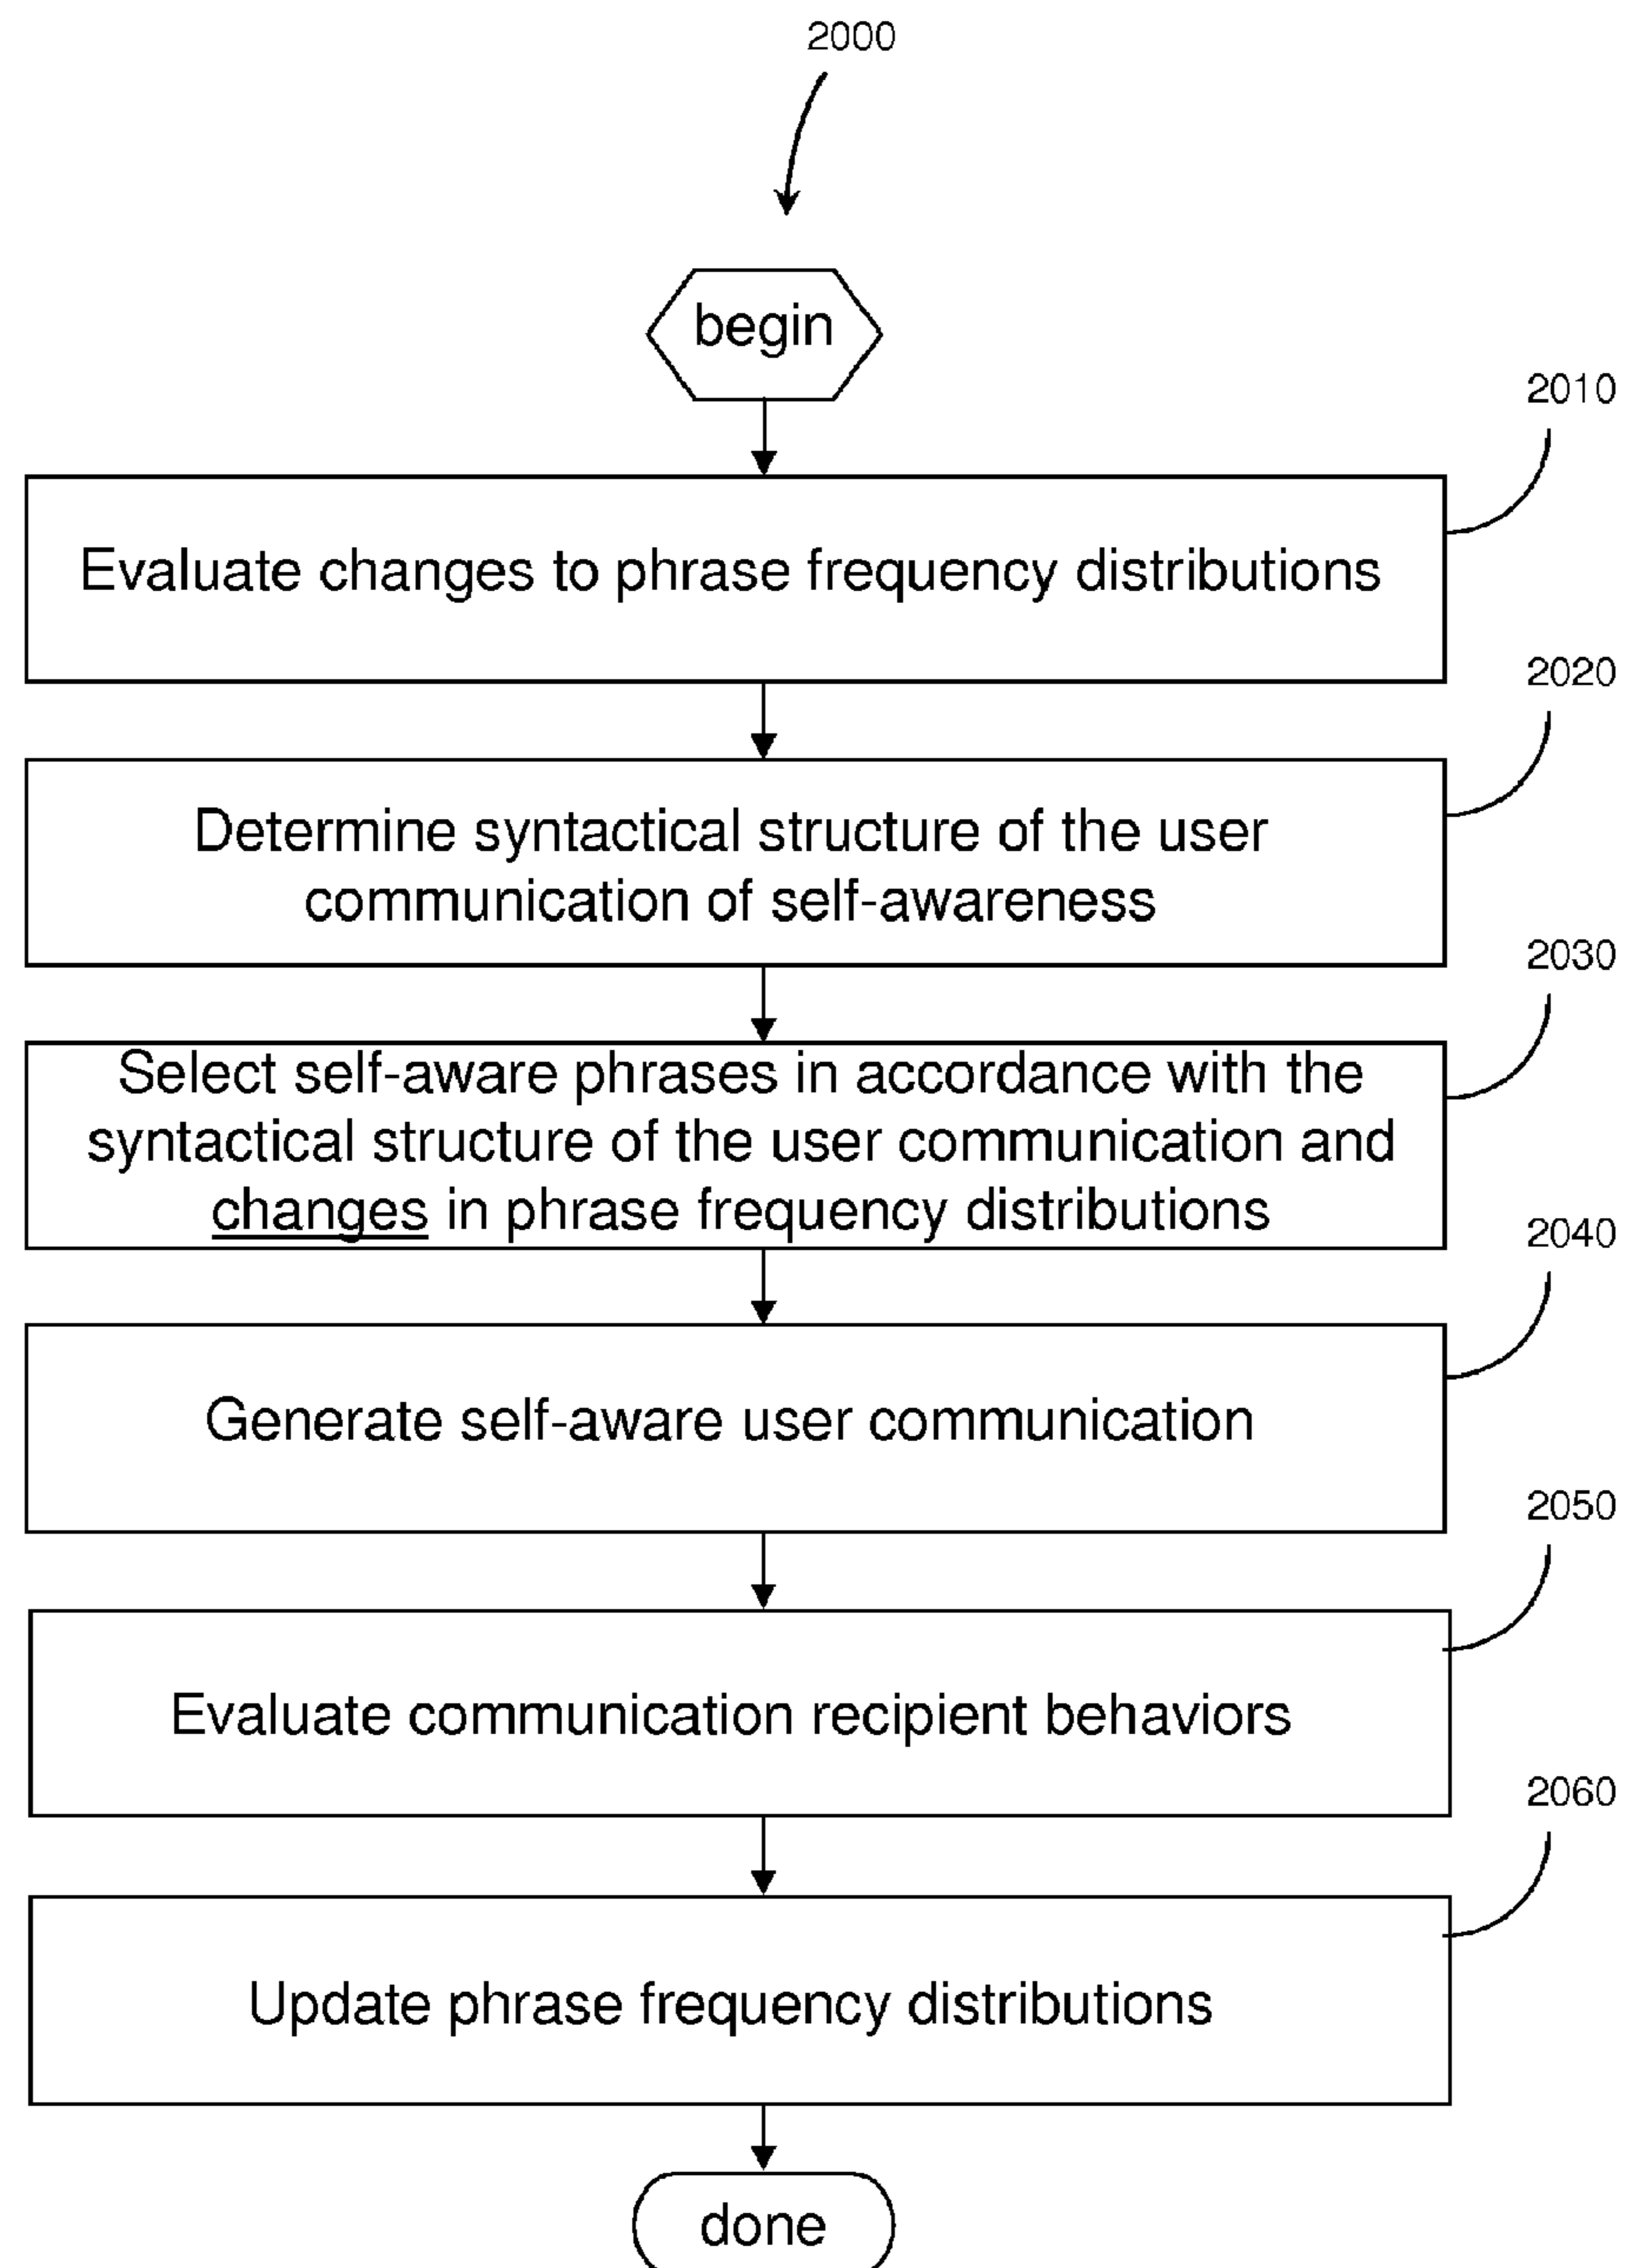 2000
begin
2010
Evaluate changes to phrase frequency distributions
2020
Determine syntactical structure of the user
communication of self-awareness
2030
Select self-aware phrases in accordance with the
syntactical structure of the user communication and
changes in phrase frequency distributions
2040
Generate self-aware user communication
2050
Evaluate communication recipient behaviors
2060
Update phrase frequency distributions
done